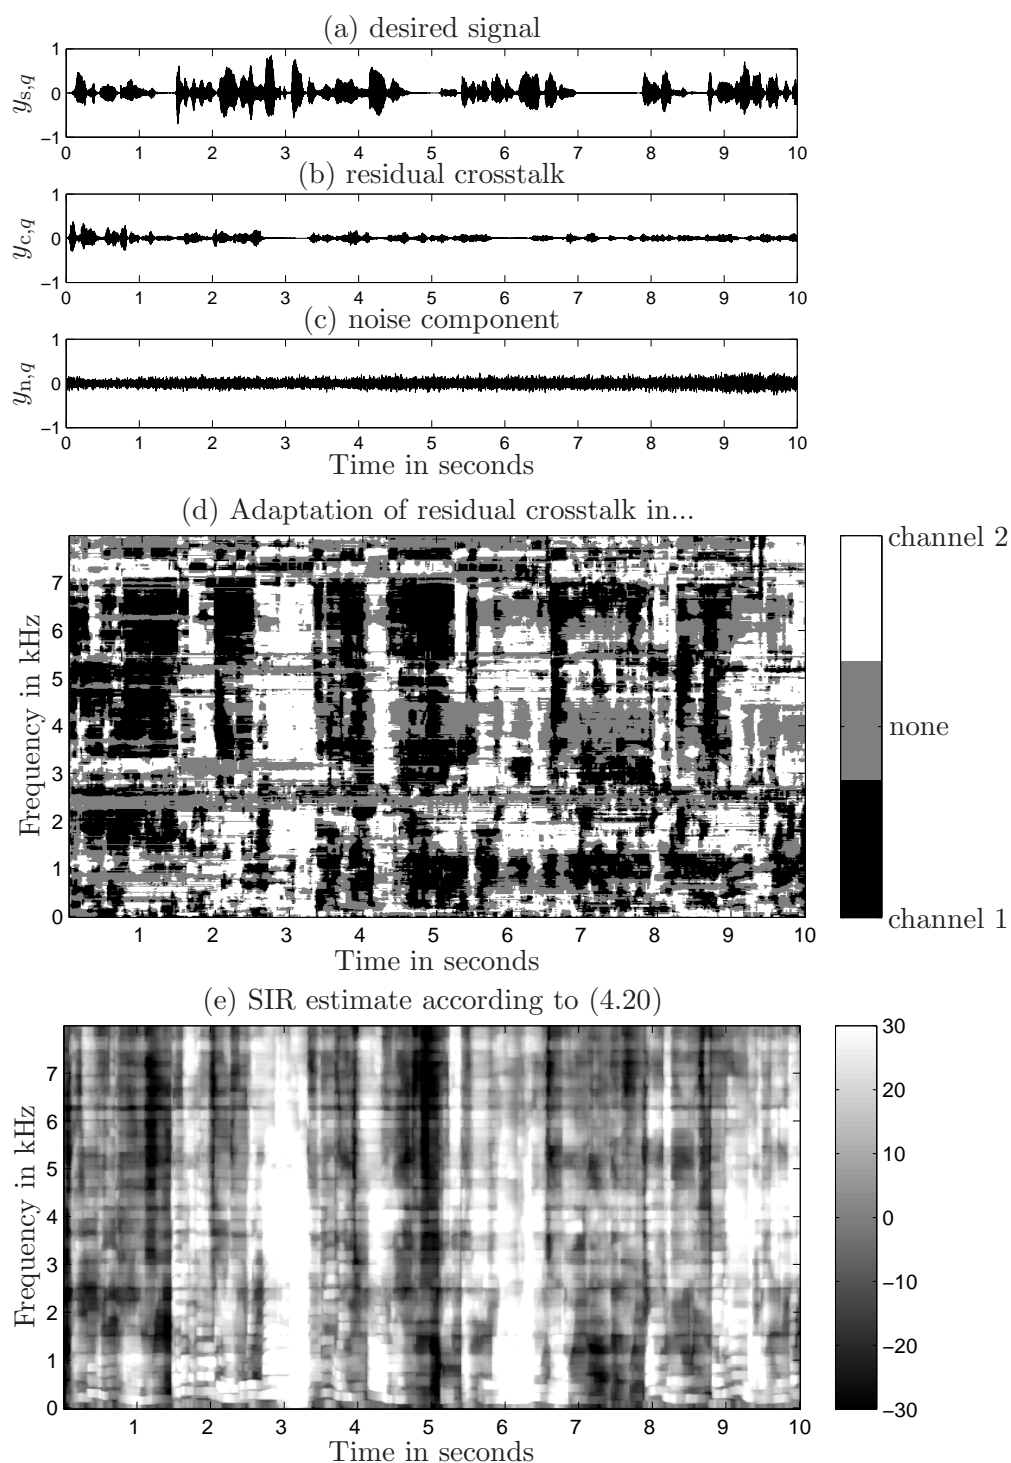 (a) desired signal
y_{s,q}
1
0
−1
0 1 2 3 4 5 6 7 8 9 10
(b) residual crosstalk
y_{c,q}
1
0
−1
0 1 2 3 4 5 6 7 8 9 10
(c) noise component
y_{n,q}
1
0
−1
0 1 2 3 4 5 6 7 8 9 10
Time in seconds
(d) Adaptation of residual crosstalk in...
Frequency in kHz
7
6
5
4
3
2
1
0
1 2 3 4 5 6 7 8 9 10
Time in seconds
channel 2
none
channel 1
(e) SIR estimate according to (4.20)
Frequency in kHz
7
6
5
4
3
2
1
0
1 2 3 4 5 6 7 8 9 10
Time in seconds
30
20
10
0
−10
−20
−30